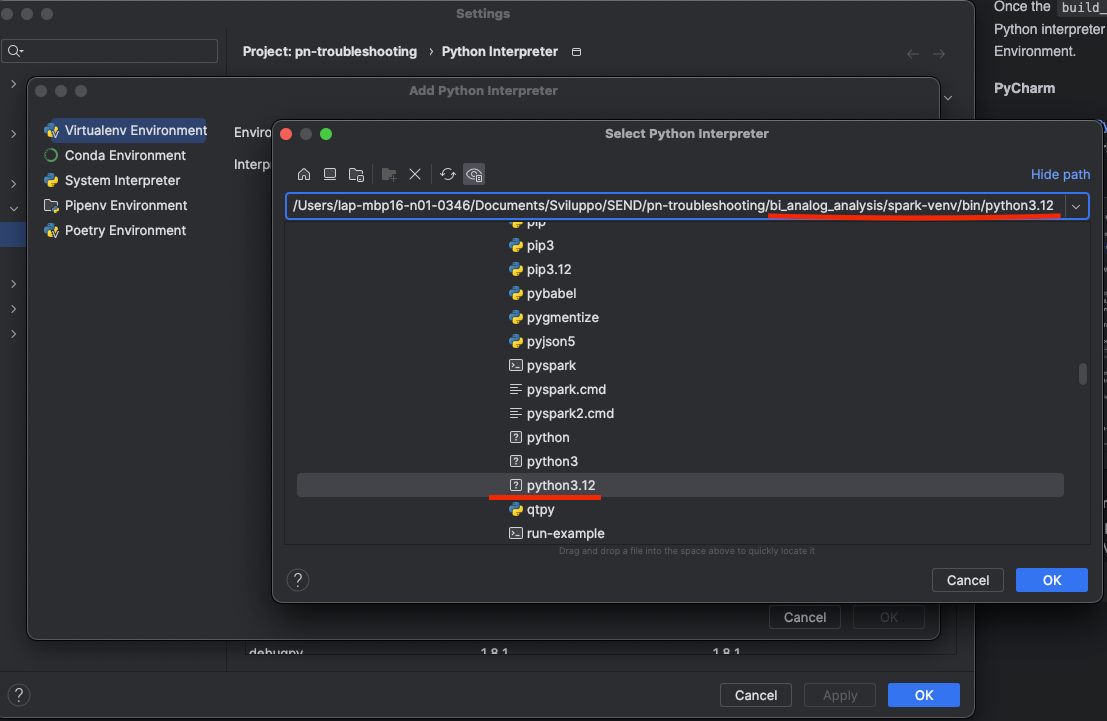 Settings
Once the build_
Python interpreter
Environment.
PyCharm
Project: pn-troubleshooting › Python Interpreter
Add Python Interpreter
Virtualenv Environment
Conda Environment
System Interpreter
Pipenv Environment
Poetry Environment
Select Python Interpreter
Hide path
/Users/lap-mbp16-n01-0346/Documents/Sviluppo/SEND/pn-troubleshooting/bi_analog_analysis/spark-venv/bin/python3.12
pip
pip3
pip3.12
pybabel
pygmentize
pyjson5
pyspark
pyspark.cmd
pyspark2.cmd
python
python3
python3.12
qtpy
run-example
Drag and drop a file into the space above to quickly locate it
? Cancel OK
Cancel OK
debugpy 1.8.1 1.8.1
? Cancel Apply OK